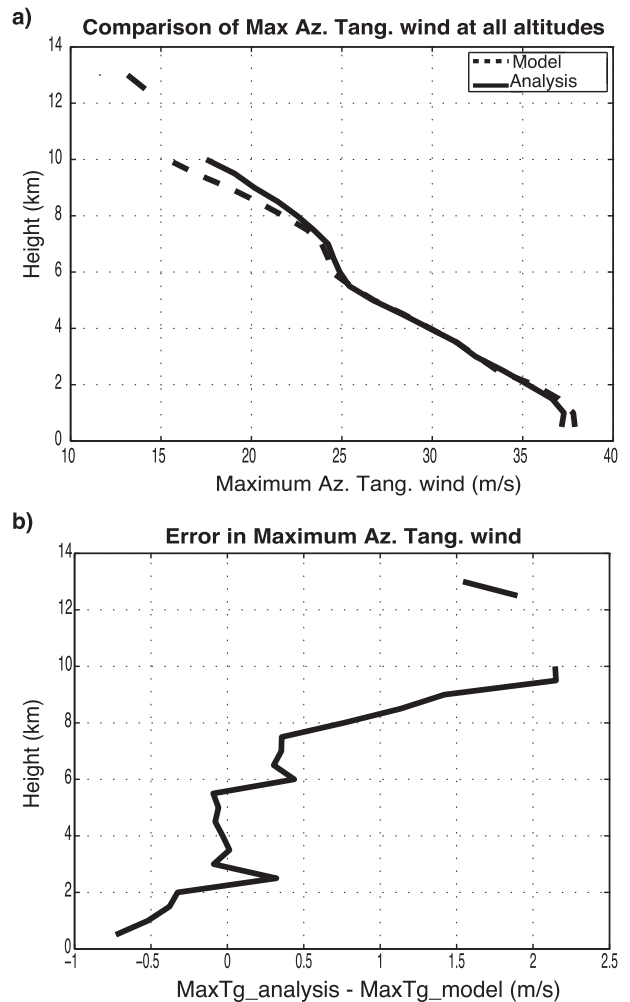 a)
Comparison of Max Az. Tang. wind at all altitudes
14
12
10
8
6
4
2
0
Height (km)
Model
Analysis
10 15 20 25 30 35 40
Maximum Az. Tang. wind (m/s)
b)
Error in Maximum Az. Tang. wind
14
12
10
8
6
4
2
0
Height (km)
−1 −0.5 0 0.5 1 1.5 2 2.5
MaxTg_analysis - MaxTg_model (m/s)